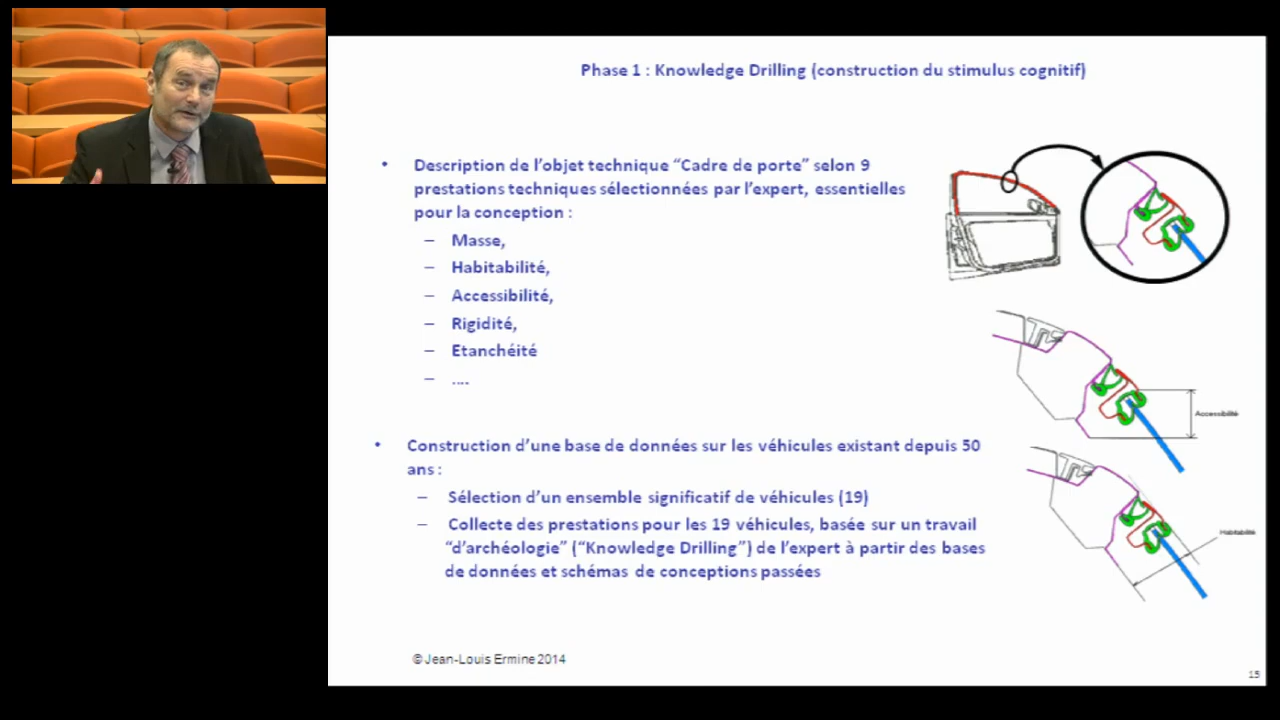 Phase 1 : Knowledge Drilling (construction du stimulus cognitif)
• Description de l’objet technique “Cadre de porte” selon 9
prestations techniques sélectionnées par l’expert, essentielles
pour la conception :
– Masse,
– Habitabilité,
– Accessibilité,
– Rigidité,
– Etanchéité
– ....
Accessibilité
• Construction d’une base de données sur les véhicules existant depuis 50
ans :
– Sélection d’un ensemble significatif de véhicules (19)
– Collecte des prestations pour les 19 véhicules, basée sur un travail
“d’archéologie” (“Knowledge Drilling”) de l’expert à partir des bases
de données et schémas de conceptions passées
Habitabilité
© Jean-Louis Ermine 2014
15